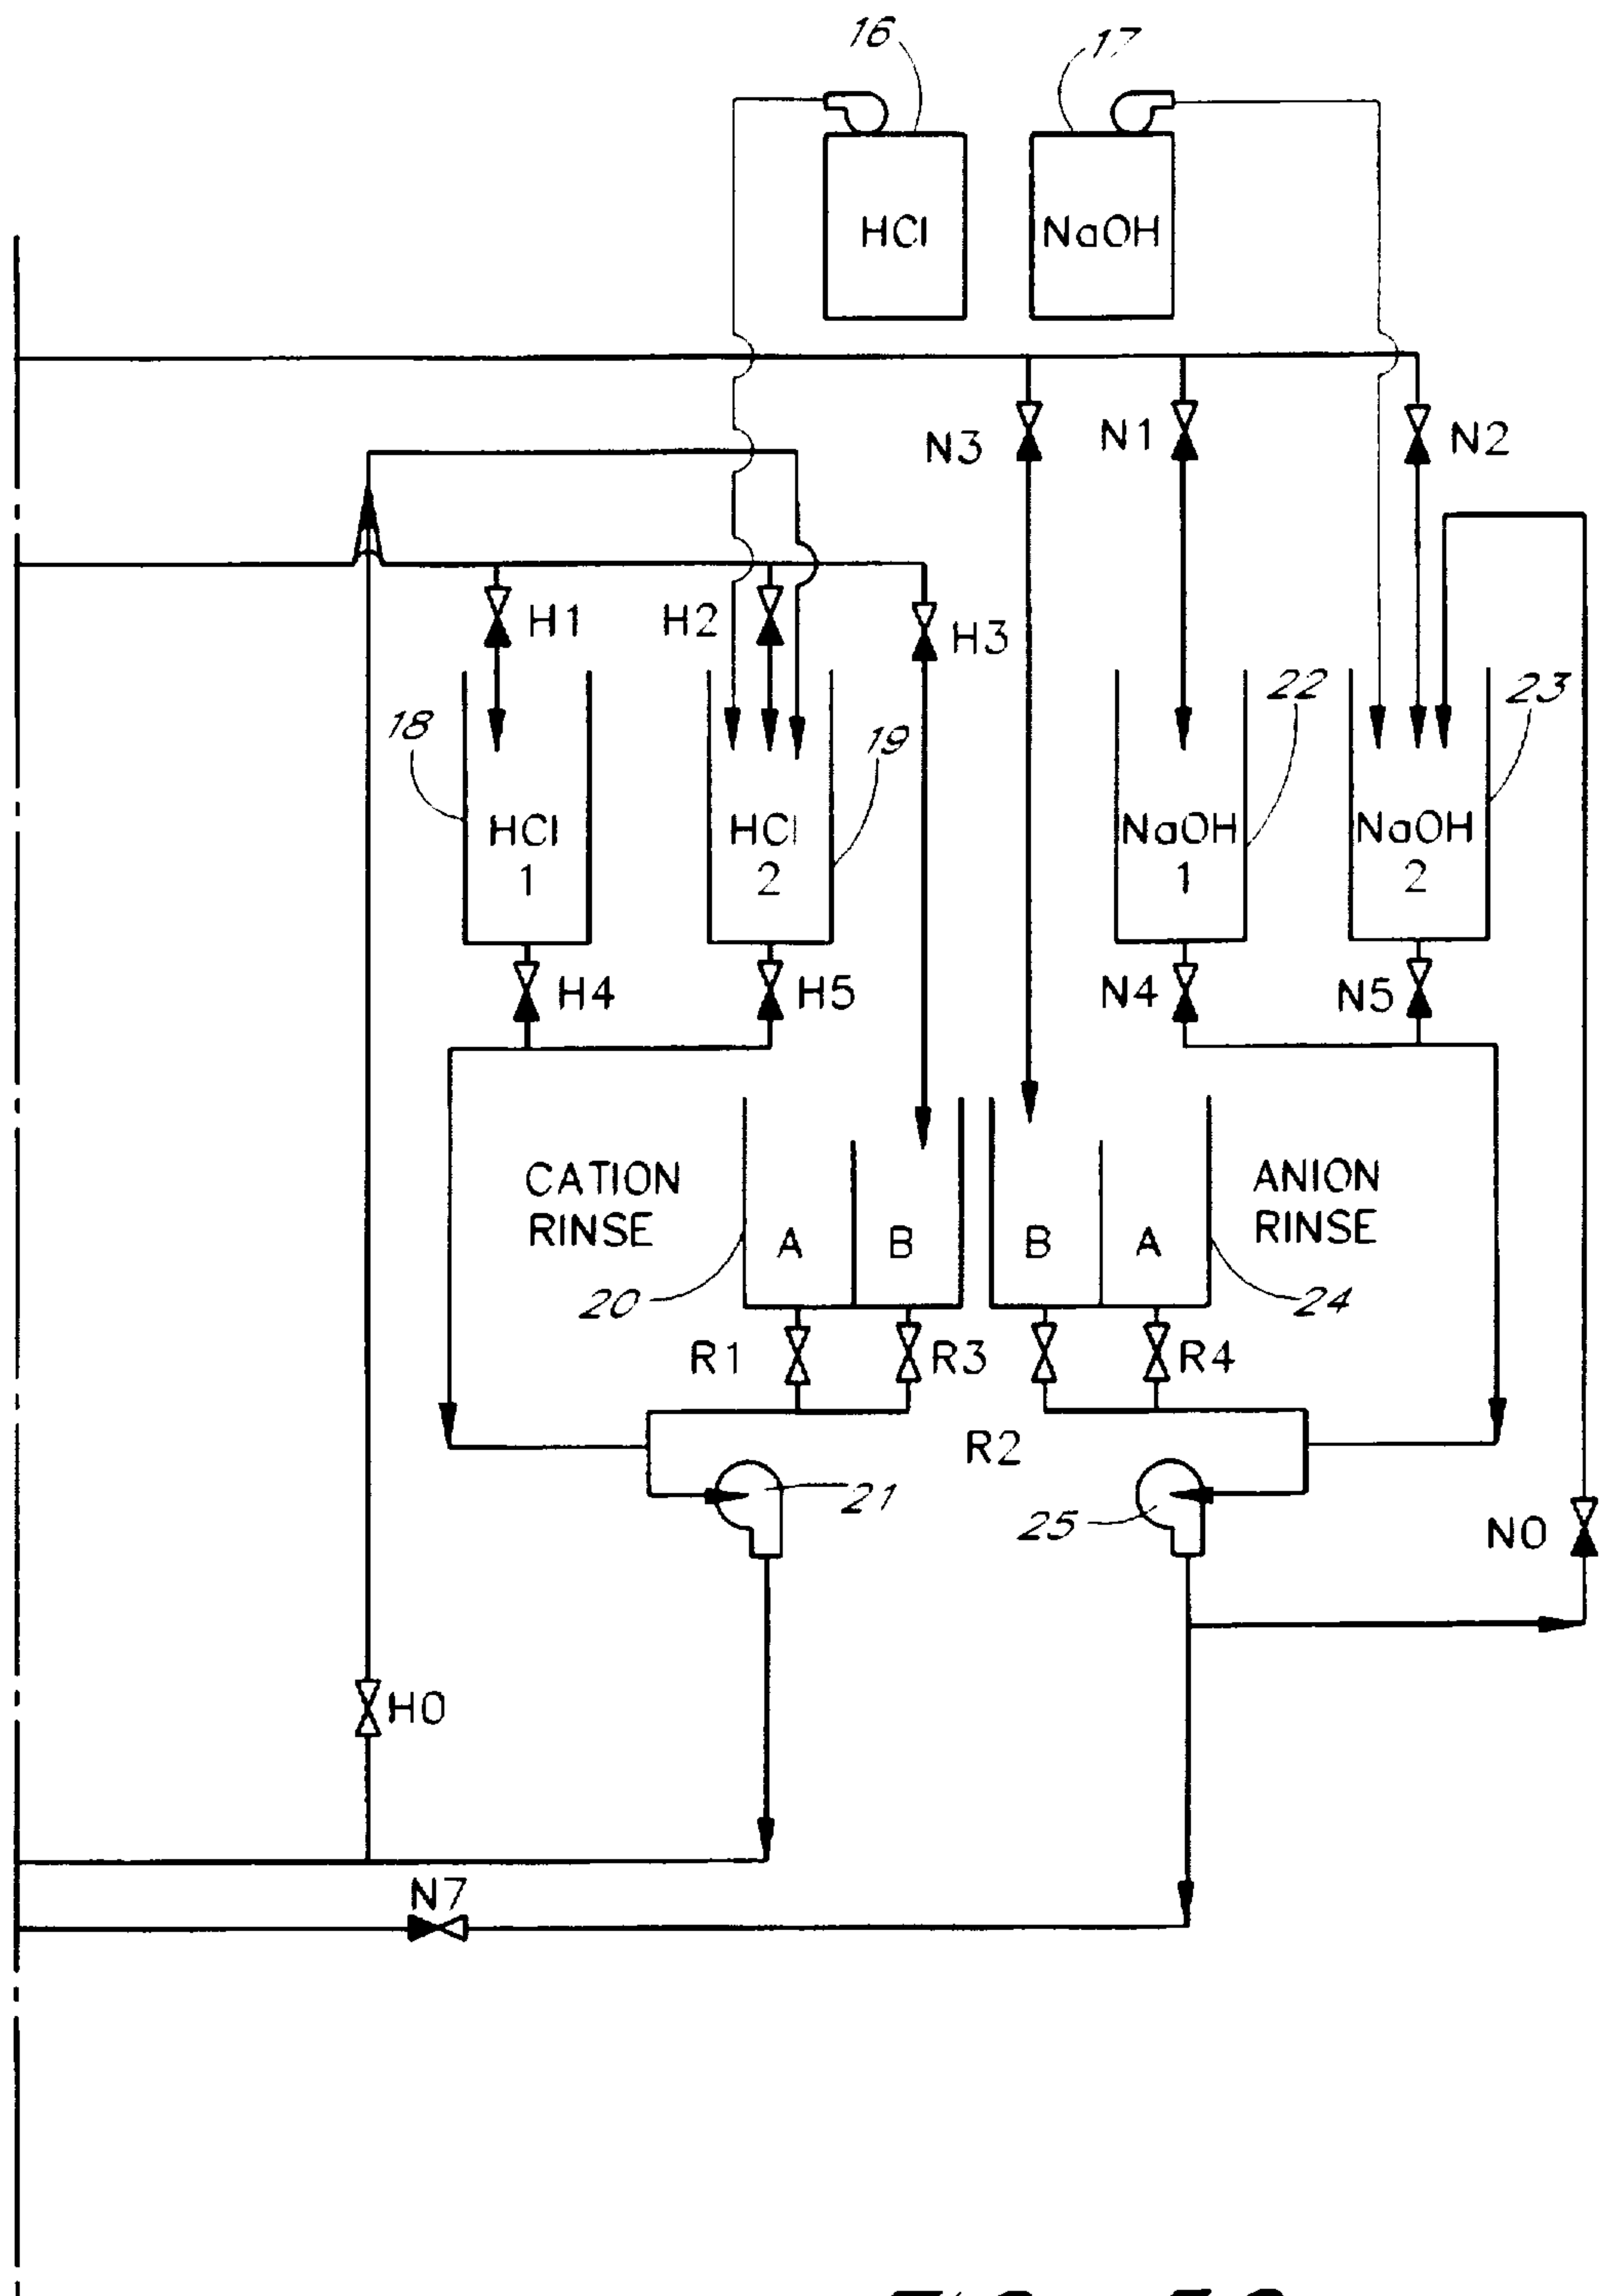 16
17
HCl
NaOH
N3
N1
N2
H1
H2
H3
18
19
22
23
HCl
1
HCl
2
NaOH
1
NaOH
2
H4
H5
N4
N5
CATION
RINSE
A
B
B
A
ANION
RINSE
20
24
R1
R3
R4
R2
21
25
N0
H0
N7